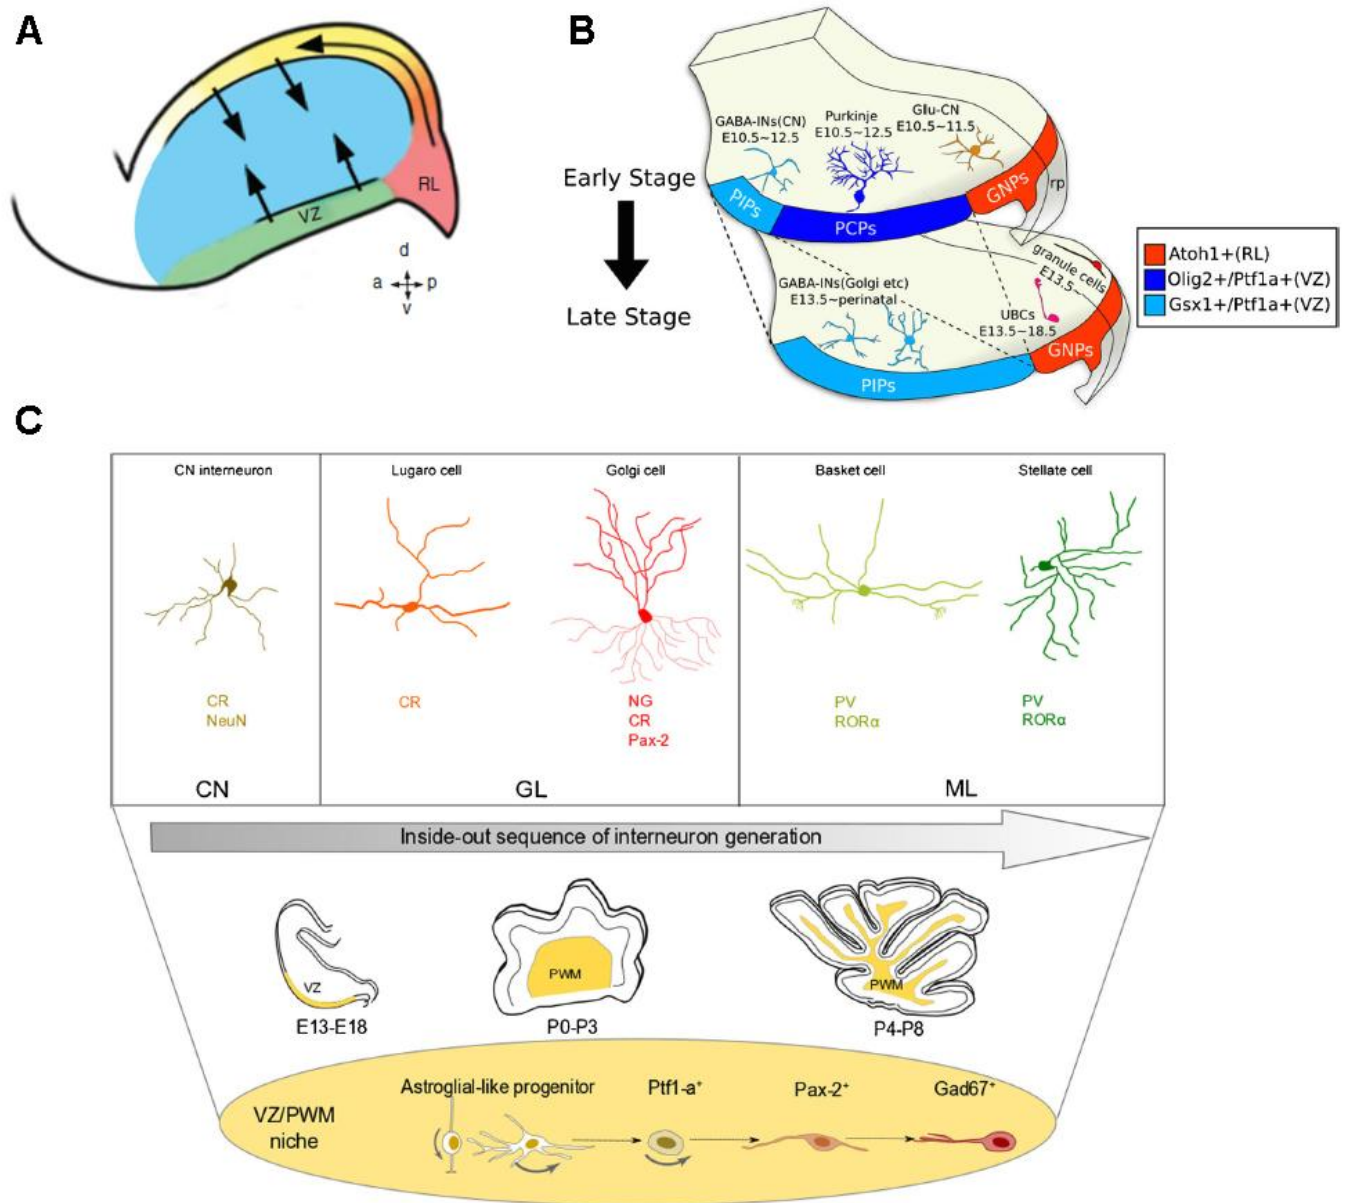 A
RL
VZ
d
a
p
v
B
Early Stage
Late Stage
GABA-INs(CN)
E10.5~12.5
Purkinje
E10.5~12.5
Glu-CN
E10.5~11.5
PIPs
PCPs
GNPs
rp
GABA-INs(Golgi etc)
E13.5~perinatal
granule cells
E13.5~
UBCs
E13.5~18.5
PIPs
GNPs
Atoh1+(RL)
Olig2+/Ptf1a+(VZ)
Gsx1+/Ptf1a+(VZ)
C
CN interneuron
Lugaro cell
Golgi cell
Basket cell
Stellate cell
CR
NeuN
CR
NG
CR
Pax-2
PV
RORα
PV
RORα
CN
GL
ML
Inside-out sequence of interneuron generation
VZ
PWM
PWM
E13-E18
P0-P3
P4-P8
VZ/PWM
niche
Astroglial-like progenitor
Ptf1-a⁺
Pax-2⁺
Gad67⁺